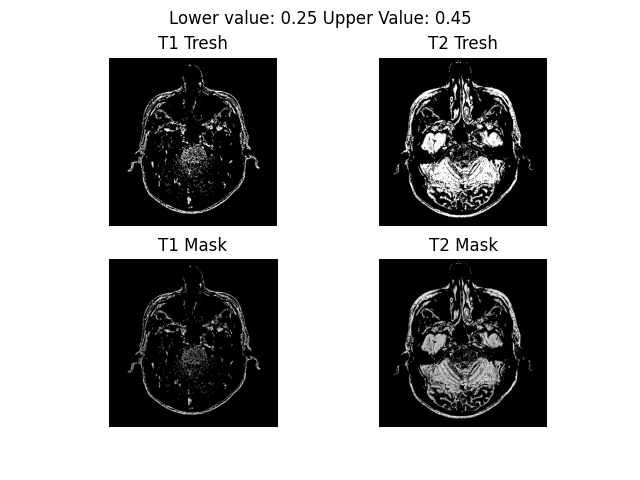 Lower value: 0.25 Upper Value: 0.45
T1 Tresh
T2 Tresh
T1 Mask
T2 Mask